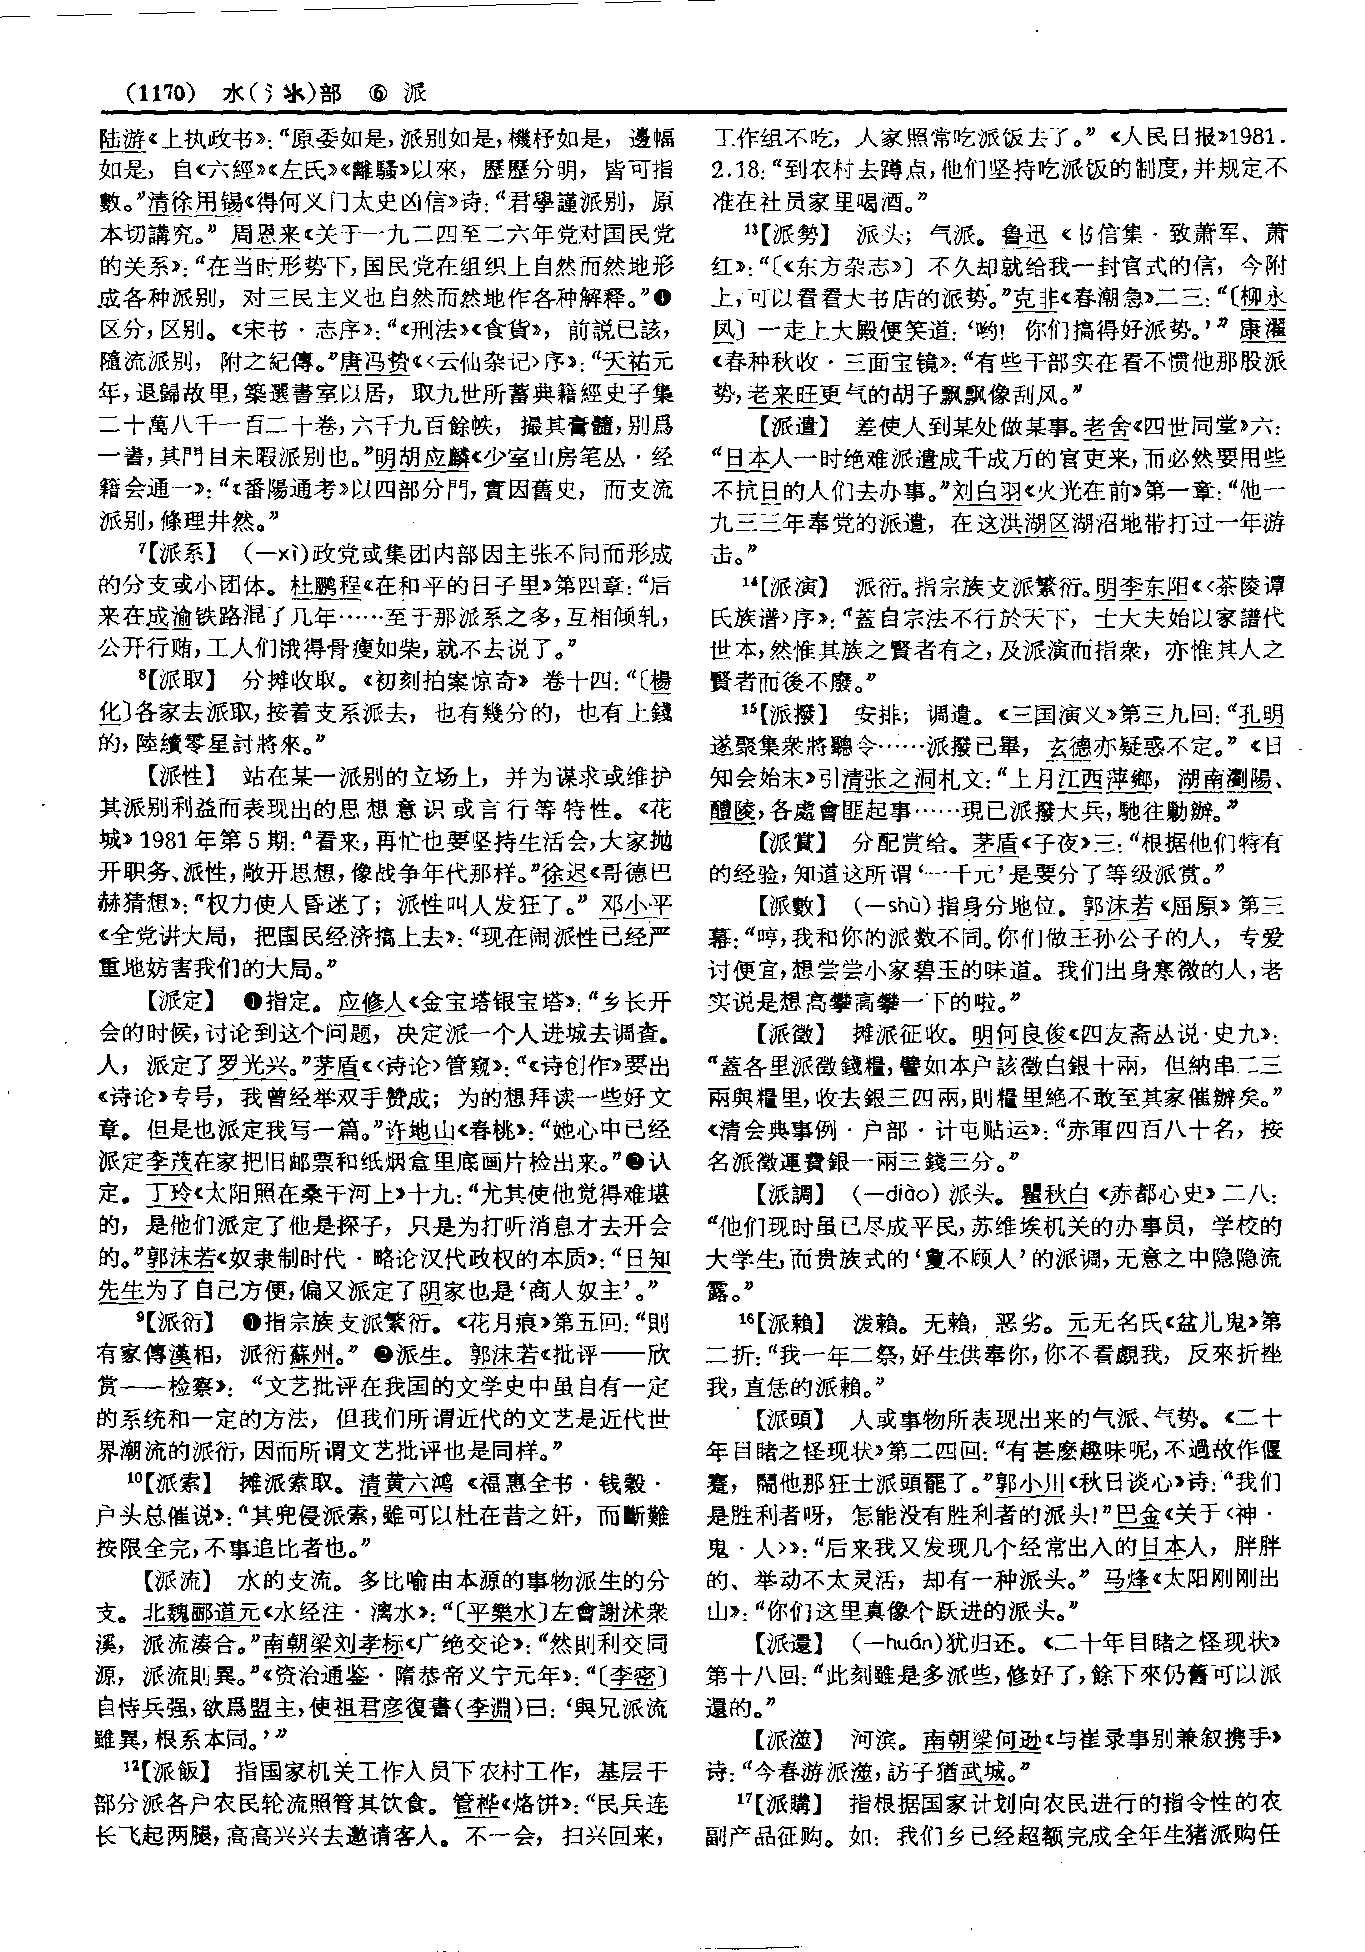 (1170) 水(氵氺)部 ⑥ 派
陆游《上执政书》:“原委如是,派别如是,機杼如是,邊幅
如是,自《六經》《左氏》《離騷》以來,歷歷分明,皆可指
數。”清徐用锡《得何义门太史凶信》诗:“君學謹派别,原
本切講究。”周恩来《关于一九二四至二六年党对国民党
的关系》:“在当时形势下,国民党在组织上自然而然地形
成各种派别,对三民主义也自然而然地作各种解释。”❶
区分,区别。《宋书·志序》:“《刑法》《食貨》,前説已該,
隨流派别,附之紀傳。”唐冯贽《〈云仙杂记〉序》:“天祐元
年,退歸故里,築選書室以居,取九世所蓄典籍經史子集
二十萬八千一百二十卷,六千九百餘帙,撮其膏髓,别爲
一書,其門目未暇派别也。”明胡应麟《少室山房笔丛·经
籍会通一》:“《番陽通考》以四部分門,實因舊史,而支流
派别,條理井然。”
7【派系】 (—xì)政党或集团内部因主张不同而形成
的分支或小团体。杜鹏程《在和平的日子里》第四章:“后
来在成渝铁路混了几年……至于那派系之多,互相倾轧,
公开行贿,工人们饿得骨瘦如柴,就不去说了。”
8【派取】 分摊收取。《初刻拍案惊奇》卷十四:“〔楊
化〕各家去派取,按着支系派去,也有幾分的,也有上錢
的,陸續零星討將來。”
【派性】 站在某一派别的立场上,并为谋求或维护
其派别利益而表现出的思想意识或言行等特性。《花
城》1981年第5期:“看来,再忙也要坚持生活会,大家抛
开职务、派性,敞开思想,像战争年代那样。”徐迟《哥德巴
赫猜想》:“权力使人昏迷了;派性叫人发狂了。”邓小平
《全党讲大局,把国民经济搞上去》:“现在闹派性已经严
重地妨害我们的大局。”
【派定】 ❶指定。应修人《金宝塔银宝塔》:“乡长开
会的时候,讨论到这个问题,决定派一个人进城去调查。
人,派定了罗光兴。”茅盾《〈诗论〉管窥》:“《诗创作》要出
《诗论》专号,我曾经举双手赞成;为的想拜读一些好文
章。但是也派定我写一篇。”许地山《春桃》:“她心中已经
派定李茂在家把旧邮票和纸烟盒里底画片检出来。”❷认
定。丁玲《太阳照在桑干河上》十九:“尤其使他觉得难堪
的,是他们派定了他是探子,只是为打听消息才去开会
的。”郭沫若《奴隶制时代·略论汉代政权的本质》:“日知
先生为了自己方便,偏又派定了阴家也是‘商人奴主’。”
9【派衍】 ❶指宗族支派繁衍。《花月痕》第五回:“則
有家傳漢相,派衍蘇州。”❷派生。郭沫若《批评——欣
赏——检察》:“文艺批评在我国的文学史中虽自有一定
的系统和一定的方法,但我们所谓近代的文艺是近代世
界潮流的派衍,因而所谓文艺批评也是同样。”
10【派索】 摊派索取。清黄六鸿《福惠全书·钱穀·
户头总催说》:“其兜侵派索,雖可以杜在昔之奸,而斷難
按限全完,不事追比者也。”
【派流】 水的支流。多比喻由本源的事物派生的分
支。北魏郦道元《水经注·漓水》:“〔平樂水〕左會謝沭衆
溪,派流湊合。”南朝梁刘孝标《广绝交论》:“然則利交同
源,派流則異。”《资治通鉴·隋恭帝义宁元年》:“〔李密〕
自恃兵强,欲爲盟主,使祖君彦復書(李淵)曰:‘與兄派流
雖異,根系本同。’”
12【派飯】 指国家机关工作人员下农村工作,基层干
部分派各户农民轮流照管其饮食。管桦《烙饼》:“民兵连
长飞起两腿,高高兴兴去邀请客人。不一会,扫兴回来,
工作组不吃,人家照常吃派饭去了。”《人民日报》1981.
2.18:“到农村去蹲点,他们坚持吃派饭的制度,并规定不
准在社员家里喝酒。”
13【派勢】 派头;气派。鲁迅《书信集·致萧军、萧
红》:“〔《东方杂志》〕不久却就给我一封官式的信,今附
上,可以看看大书店的派势。”克非《春潮急》二三:“〔柳永
凤〕一走上大殿便笑道:‘哟!你们搞得好派势。’”康濯
《春种秋收·三面宝镜》:“有些干部实在看不惯他那股派
势,老来旺更气的胡子飘飘像刮风。”
【派遣】 差使人到某处做某事。老舍《四世同堂》六:
“日本人一时绝难派遣成千成万的官吏来,而必然要用些
不抗日的人们去办事。”刘白羽《火光在前》第一章:“他一
九三三年奉党的派遣,在这洪湖区湖沼地带打过一年游
击。”
14【派演】 派衍。指宗族支派繁衍。明李东阳《〈茶陵谭
氏族谱〉序》:“蓋自宗法不行於天下,士大夫始以家譜代
世本,然惟其族之賢者有之,及派演而指衆,亦惟其人之
賢者而後不廢。”
15【派撥】 安排;调遣。《三国演义》第三九回:“孔明
遂聚集衆將聽令……派撥已畢,玄德亦疑惑不定。”《日
知会始末》引清张之洞札文:“上月江西萍鄉,湖南瀏陽、
醴陵,各處會匪起事……現已派撥大兵,馳往勦辦。”
【派賞】 分配赏给。茅盾《子夜》三:“根据他们特有
的经验,知道这所谓‘一千元’是要分了等级派赏。”
【派數】 (—shù)指身分地位。郭沫若《屈原》第三
幕:“哼,我和你的派数不同。你们做王孙公子的人,专爱
讨便宜,想尝尝小家碧玉的味道。我们出身寒微的人,老
实说是想高攀高攀一下的啦。”
【派徵】 摊派征收。明何良俊《四友斋丛说·史九》:
“蓋各里派徵錢糧,譬如本户該徵白銀十兩,但納串二三
兩與糧里,收去銀三四兩,則糧里絶不敢至其家催辦矣。”
《清会典事例·户部·计屯贴运》:“赤軍四百八十名,按
名派徵運費銀一兩三錢三分。”
【派調】 (—diào)派头。瞿秋白《赤都心史》二八:
“他们现时虽已尽成平民,苏维埃机关的办事员,学校的
大学生,而贵族式的‘夐不顾人’的派调,无意之中隐隐流
露。”
16【派賴】 泼赖。无赖,恶劣。元无名氏《盆儿鬼》第
二折:“我一年二祭,好生供奉你,你不看覷我,反來折挫
我,直恁的派賴。”
【派頭】 人或事物所表现出来的气派、气势。《二十
年目睹之怪现状》第二四回:“有甚麽趣味呢,不過故作偃
蹇,鬧他那狂士派頭罷了。”郭小川《秋日谈心》诗:“我们
是胜利者呀,怎能没有胜利者的派头!”巴金《关于〈神·
鬼·人〉》:“后来我又发现几个经常出入的日本人,胖胖
的、举动不太灵活,却有一种派头。”马烽《太阳刚刚出
山》:“你们这里真像个跃进的派头。”
【派還】 (—huán)犹归还。《二十年目睹之怪现状》
第十八回:“此刻雖是多派些,修好了,餘下來仍舊可以派
還的。”
【派澨】 河滨。南朝梁何逊《与崔录事别兼叙携手》
诗:“今春游派澨,訪子猶武城。”
17【派購】 指根据国家计划向农民进行的指令性的农
副产品征购。如:我们乡已经超额完成全年生猪派购任